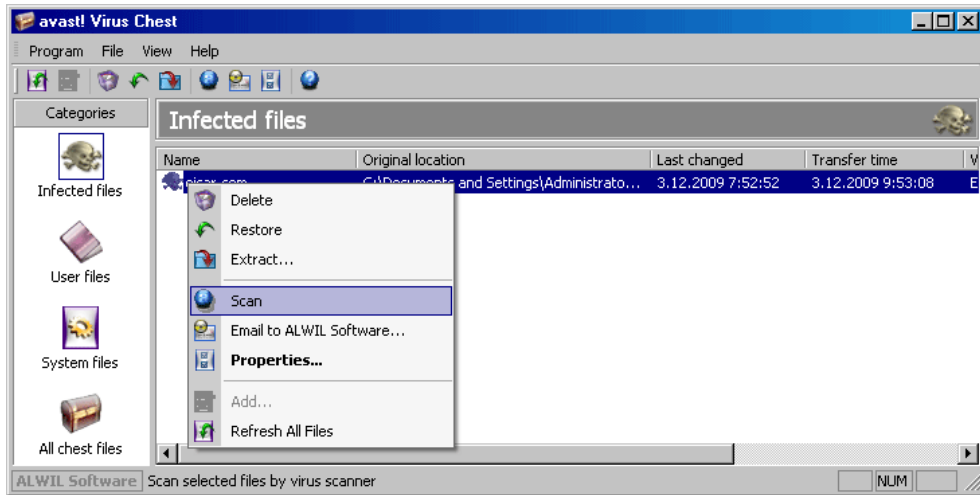 avast! Virus Chest
Program File View Help
Categories
Infected files
User files
System files
All chest files
Infected files
Name Original location Last changed Transfer time
C:\Documents and Settings\Administrato... 3.12.2009 7:52:52 3.12.2009 9:53:08
Delete
Restore
Extract...
Scan
Email to ALWIL Software...
Properties...
Add...
Refresh All Files
ALWIL Software Scan selected files by virus scanner NUM